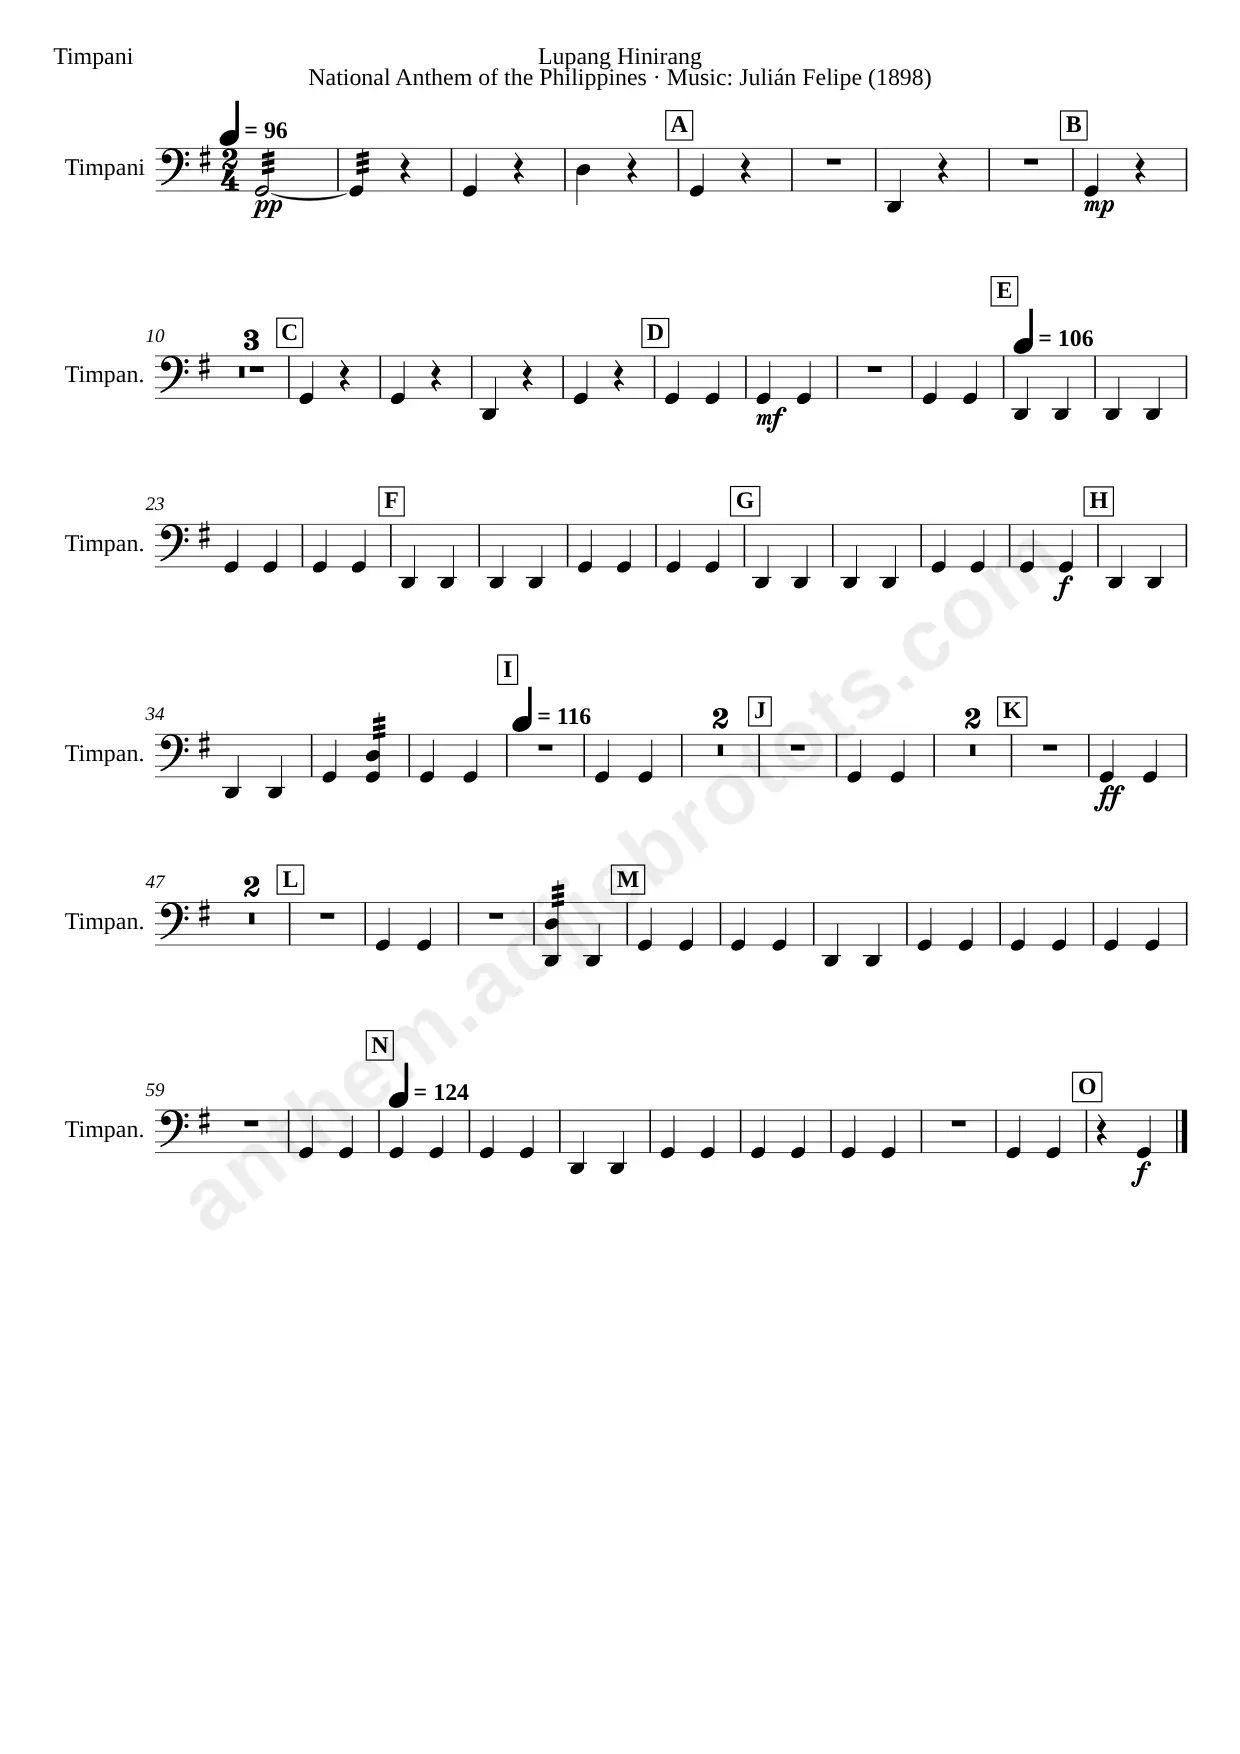 Timpani
Lupang Hinirang
National Anthem of the Philippines · Music: Julián Felipe (1898)
= 96
A
B
Timpani
2
4
pp
mp
E
10
3
C
D
= 106
Timpan.
mf
23
F
G
H
Timpan.
f
I
34
= 116
2
J
2
K
Timpan.
ff
47
2
L
M
Timpan.
N
59
= 124
O
Timpan.
f
anthem.adjiebrotots.com